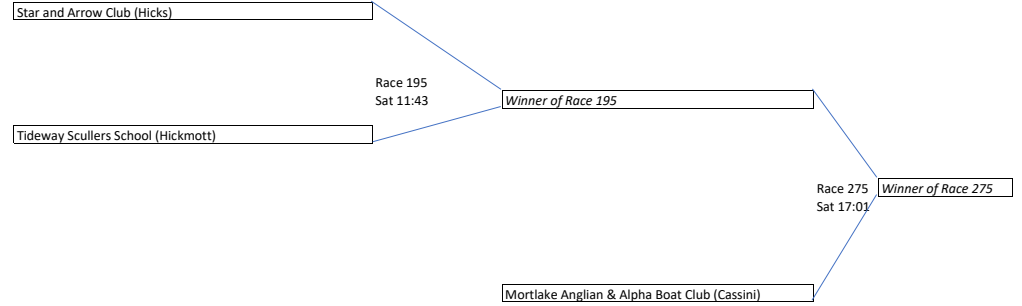 Star and Arrow Club (Hicks)
Race 195
Sat 11:43
Winner of Race 195
Tideway Scullers School (Hickmott)
Race 275
Sat 17:01
Winner of Race 275
Mortlake Anglian & Alpha Boat Club (Cassini)